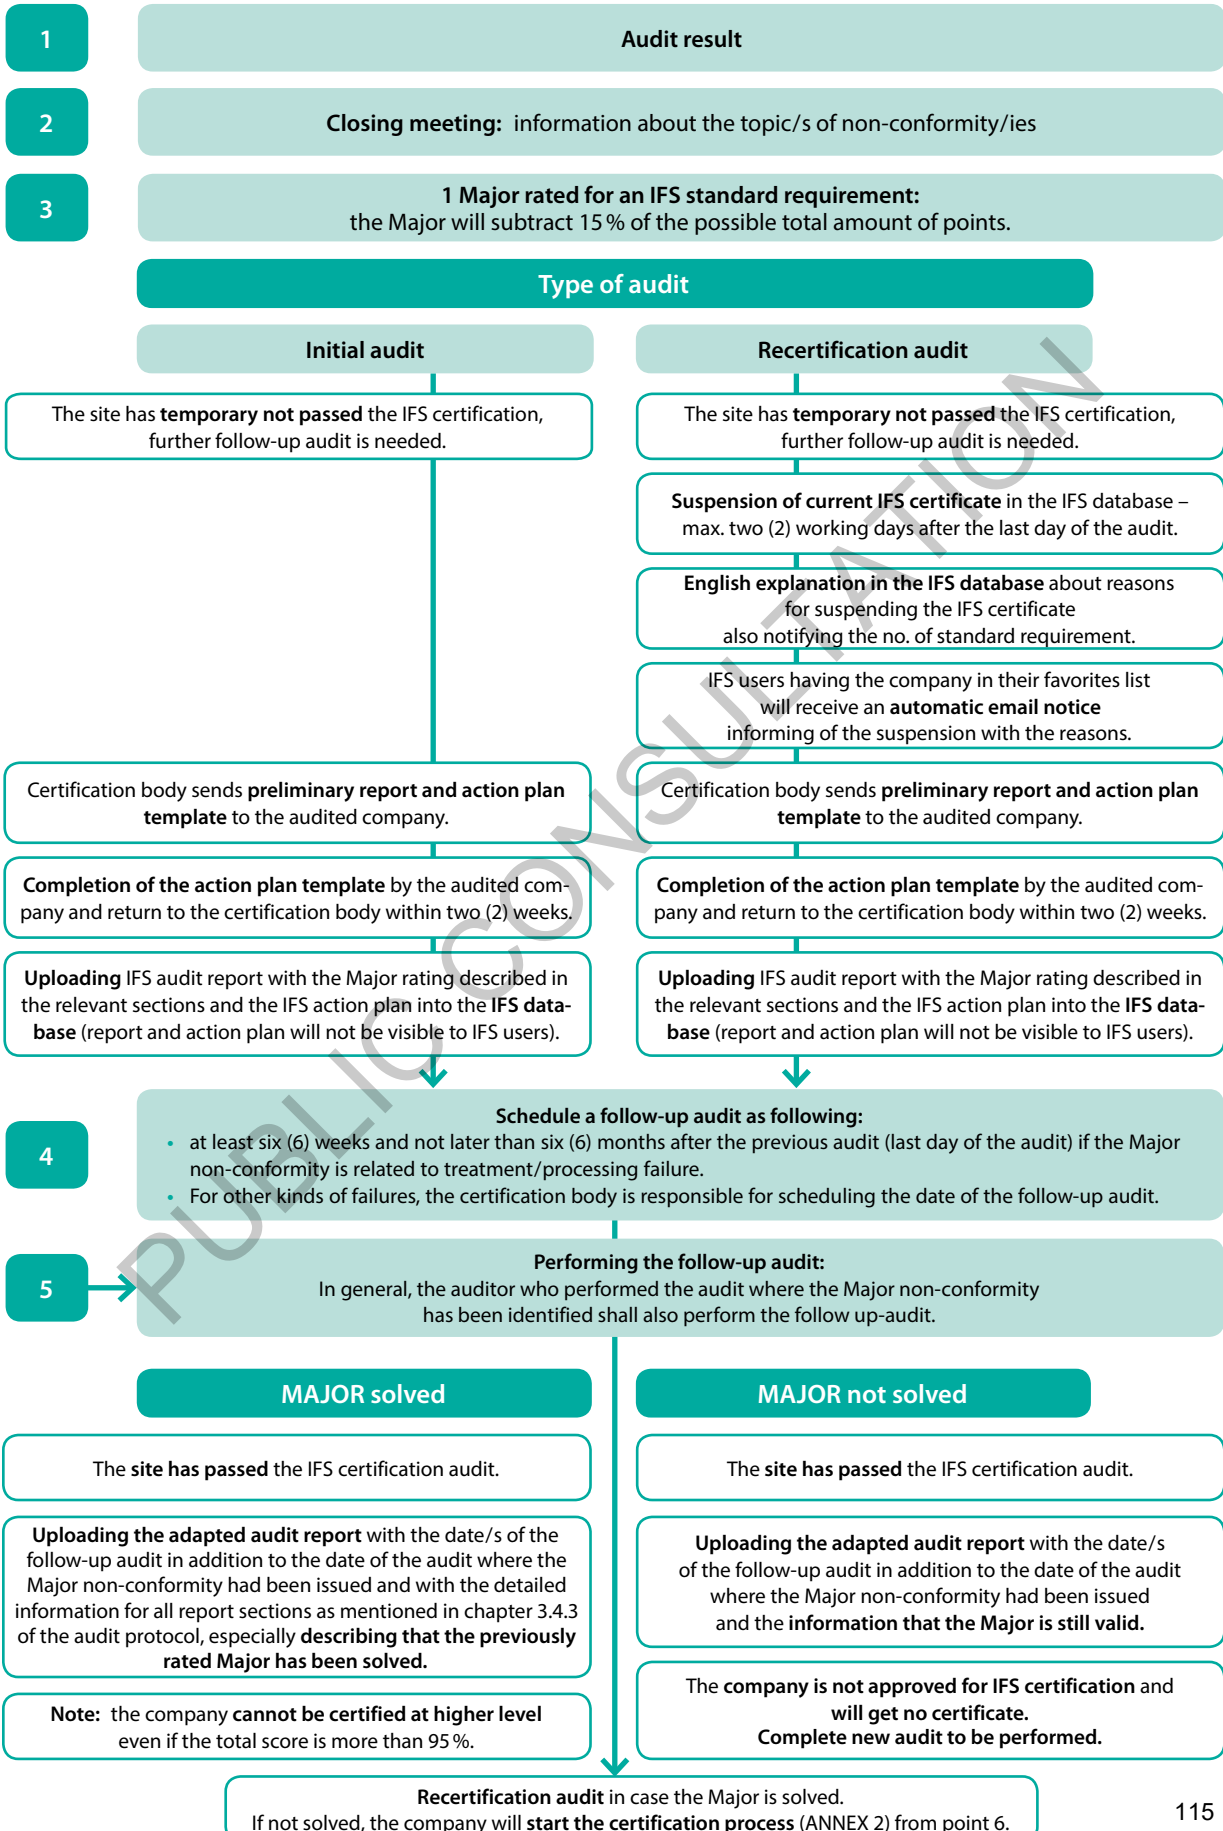 1
Audit result
2
Closing meeting: information about the topic/s of non-conformity/ies
3
1 Major rated for an IFS standard requirement:
the Major will subtract 15 % of the possible total amount of points.
Type of audit
Initial audit
The site has temporary not passed the IFS certification,
further follow-up audit is needed.
Certification body sends preliminary report and action plan
template to the audited company.
Completion of the action plan template by the audited com-
pany and return to the certification body within two (2) weeks.
Uploading IFS audit report with the Major rating described in
the relevant sections and the IFS action plan into the IFS data-
base (report and action plan will not be visible to IFS users).
Recertification audit
The site has temporary not passed the IFS certification,
further follow-up audit is needed.
Suspension of current IFS certificate in the IFS database –
max. two (2) working days after the last day of the audit.
English explanation in the IFS database about reasons
for suspending the IFS certificate
also notifying the no. of standard requirement.
IFS users having the company in their favorites list
will receive an automatic email notice
informing of the suspension with the reasons.
Certification body sends preliminary report and action plan
template to the audited company.
Completion of the action plan template by the audited com-
pany and return to the certification body within two (2) weeks.
Uploading IFS audit report with the Major rating described in
the relevant sections and the IFS action plan into the IFS data-
base (report and action plan will not be visible to IFS users).
4
Schedule a follow-up audit as following:
• at least six (6) weeks and not later than six (6) months after the previous audit (last day of the audit) if the Major
non-conformity is related to treatment/processing failure.
• For other kinds of failures, the certification body is responsible for scheduling the date of the follow-up audit.
5
Performing the follow-up audit:
In general, the auditor who performed the audit where the Major non-conformity
has been identified shall also perform the follow up-audit.
MAJOR solved
The site has passed the IFS certification audit.
Uploading the adapted audit report with the date/s of the
follow-up audit in addition to the date of the audit where the
Major non-conformity had been issued and with the detailed
information for all report sections as mentioned in chapter 3.4.3
of the audit protocol, especially describing that the previously
rated Major has been solved.
Note: the company cannot be certified at higher level
even if the total score is more than 95 %.
MAJOR not solved
The site has passed the IFS certification audit.
Uploading the adapted audit report with the date/s
of the follow-up audit in addition to the date of the audit
where the Major non-conformity had been issued
and the information that the Major is still valid.
The company is not approved for IFS certification and
will get no certificate.
Complete new audit to be performed.
Recertification audit in case the Major is solved.
If not solved, the company will start the certification process (ANNEX 2) from point 6.
115
PUBLIC CONSULTATION